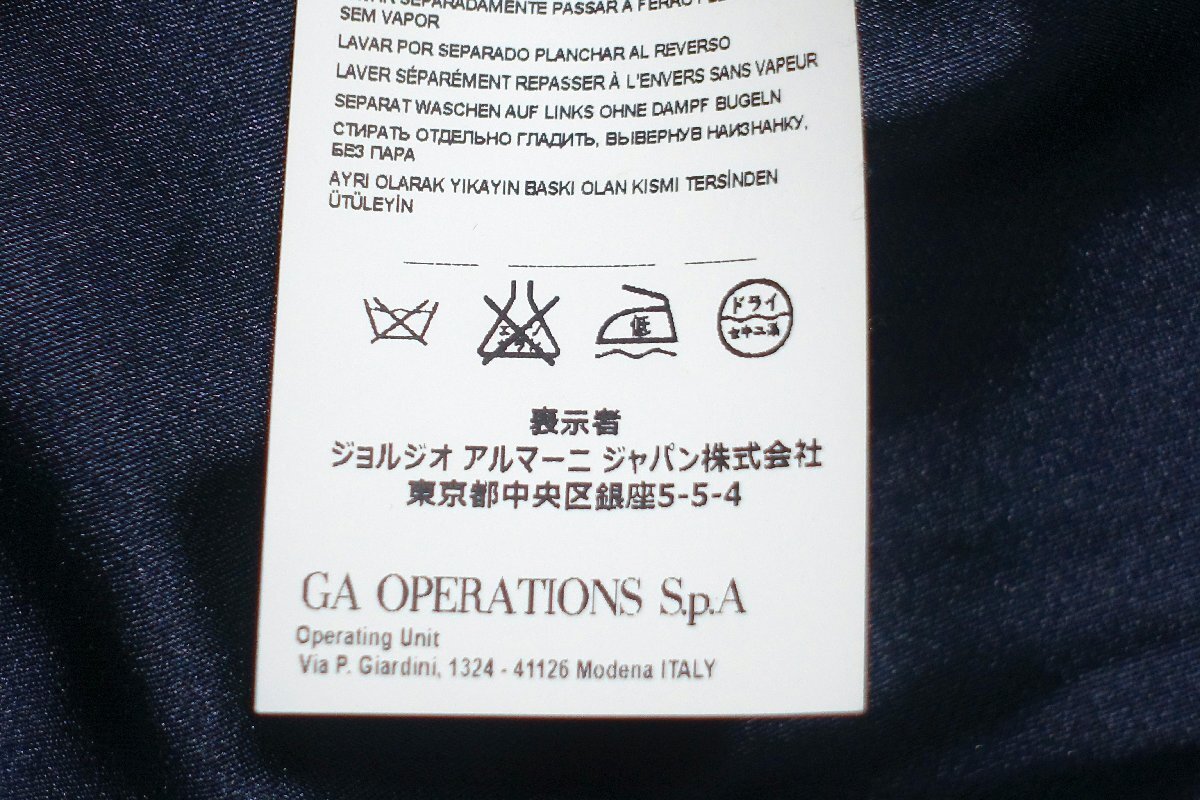 SEPARADAMENTE PASSAR A
SEM VAPOR
LAVAR POR SEPARADO PLANCHAR AL REVERSO
LAVER SÉPARÉMENT REPASSER À L'ENVERS SANS VAPEUR
SEPARAT WASCHEN AUF LINKS OHNE DAMPF BUGELN
СТИРАТЬ ОТДЕЛЬНО ГЛАДИТЬ, ВЫВЕРНУВ НАИЗНАНКУ,
БЕЗ ПАРА
AYRI OLARAK YIKAYIN BASKI OLAN KISMI TERSİNDEN
ÜTÜLEYİN
低
ドライ
表示者
ジョルジオ アルマーニ ジャパン株式会社
東京都中央区銀座5-5-4
GA OPERATIONS S.p.A
Operating Unit
Via P. Giardini, 1324 - 41126 Modena ITALY